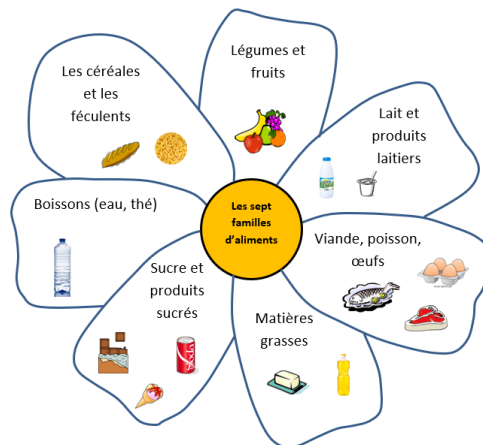 Légumes et
fruits
Les céréales
et les
féculents
Lait et
produits
laitiers
Boissons (eau, thé)
Les sept
familles
d'aliments
Viande, poisson,
œufs
Sucre et
produits
sucrés
Matières
grasses